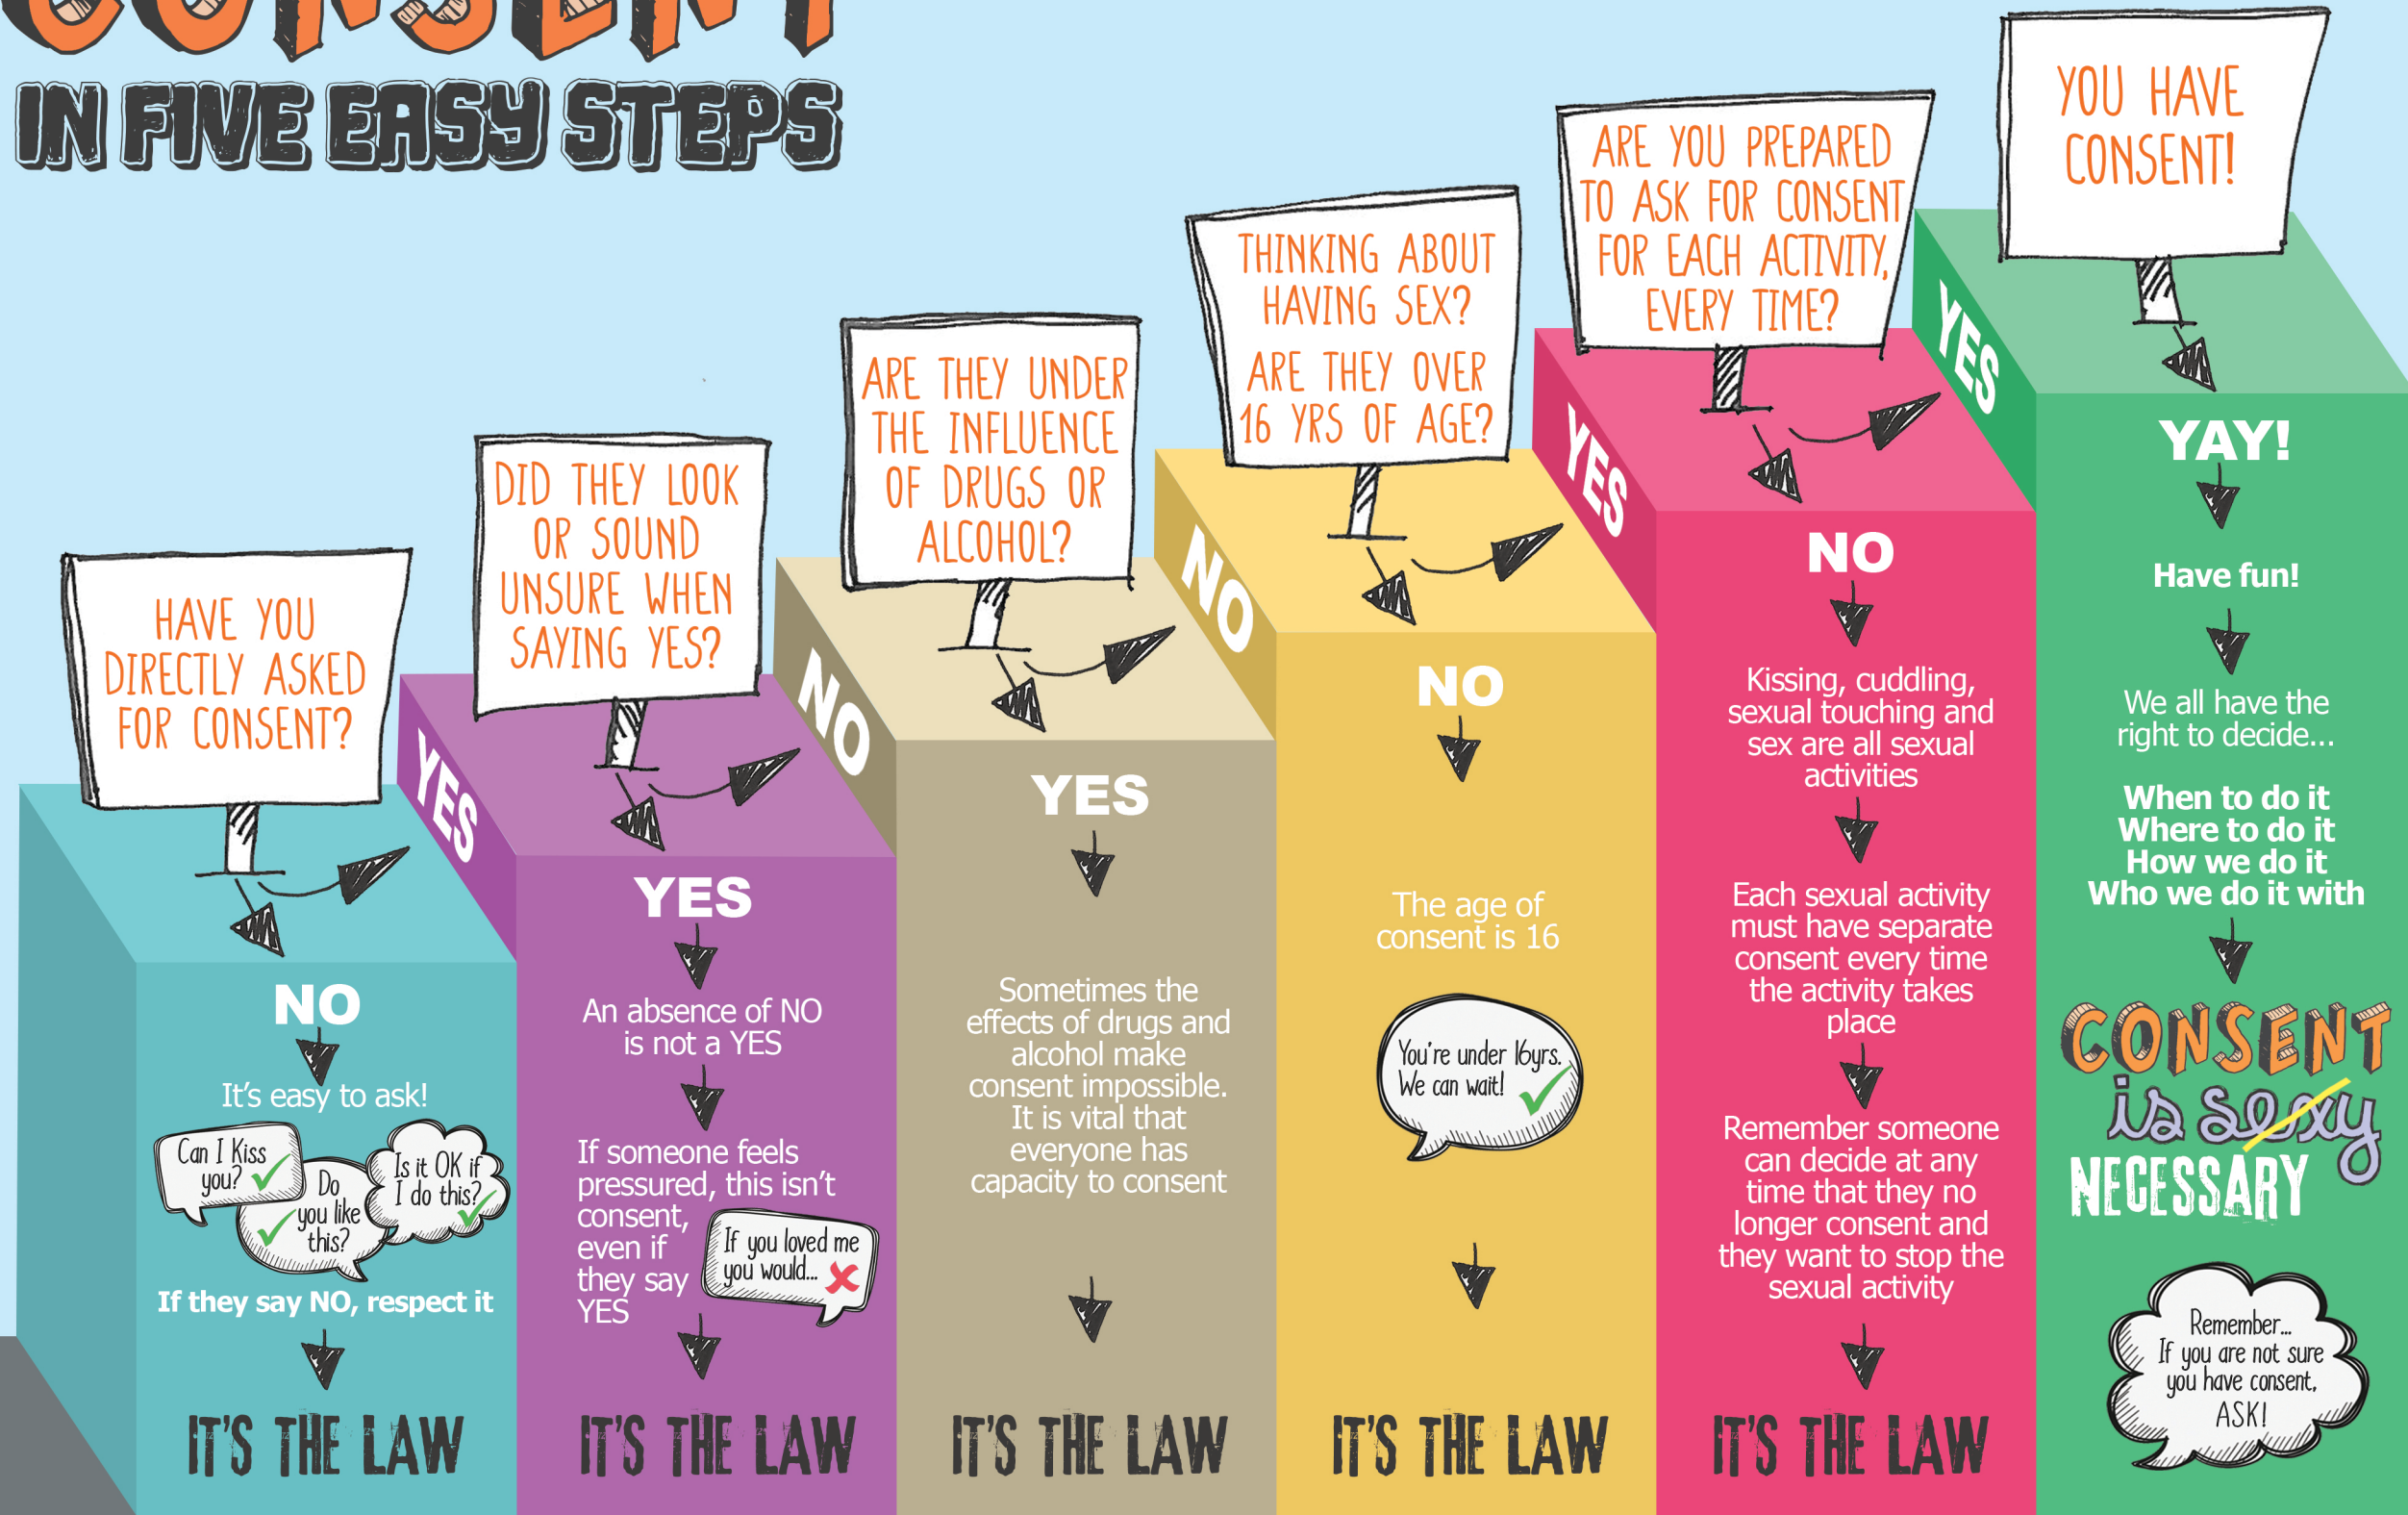 CONSENT
IN FIVE EASY STEPS
HAVE YOU
DIRECTLY ASKED
FOR CONSENT?
NO
It's easy to ask!
Can I Kiss
you?
Do
you like
this?
Is it OK if
I do this?
If they say NO, respect it
IT'S THE LAW
YES
DID THEY LOOK
OR SOUND
UNSURE WHEN
SAYING YES?
YES
An absence of NO
is not a YES
If someone feels
pressured, this isn't
consent,
even if
they say
YES
If you loved me
you would...
IT'S THE LAW
NO
ARE THEY UNDER
THE INFLUENCE
OF DRUGS OR
ALCOHOL?
YES
Sometimes the
effects of drugs and
alcohol make
consent impossible.
It is vital that
everyone has
capacity to consent
IT'S THE LAW
NO
THINKING ABOUT
HAVING SEX?
ARE THEY OVER
16 YRS OF AGE?
NO
The age of
consent is 16
You're under 16yrs.
We can wait!
IT'S THE LAW
YES
ARE YOU PREPARED
TO ASK FOR CONSENT
FOR EACH ACTIVITY,
EVERY TIME?
NO
Kissing, cuddling,
sexual touching and
sex are all sexual
activities
Each sexual activity
must have separate
consent every time
the activity takes
place
Remember someone
can decide at any
time that they no
longer consent and
they want to stop the
sexual activity
IT'S THE LAW
YES
YOU HAVE
CONSENT!
YAY!
Have fun!
We all have the
right to decide...
When to do it
Where to do it
How we do it
Who we do it with
CONSENT
is sexy
NECESSARY
Remember...
If you are not sure
you have consent,
ASK!